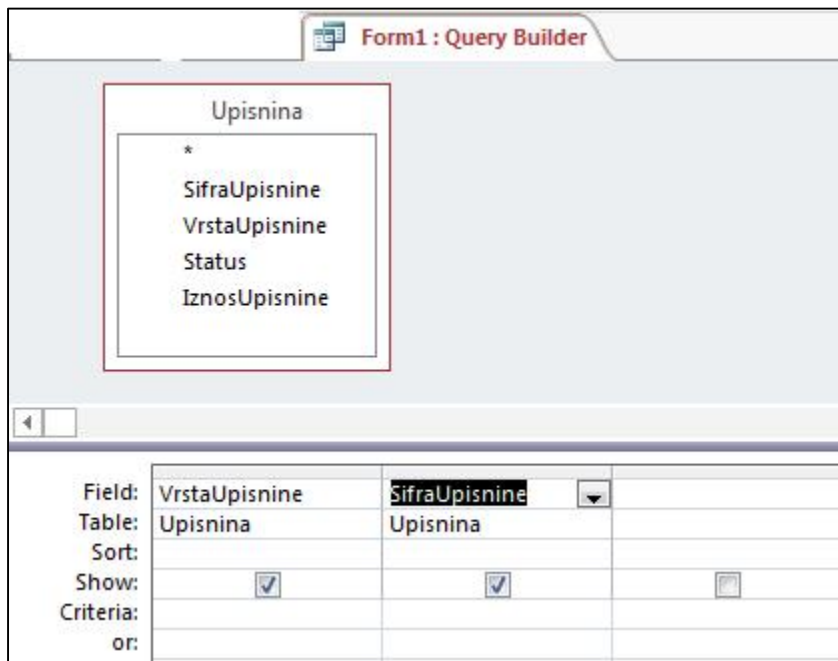 Form1 : Query Builder
Upisnina
*
SifraUpisnine
VrstaUpisnine
Status
IznosUpisnine
Field: VrstaUpisnine SifraUpisnine
Table: Upisnina Upisnina
Sort:
Show:
Criteria:
or: